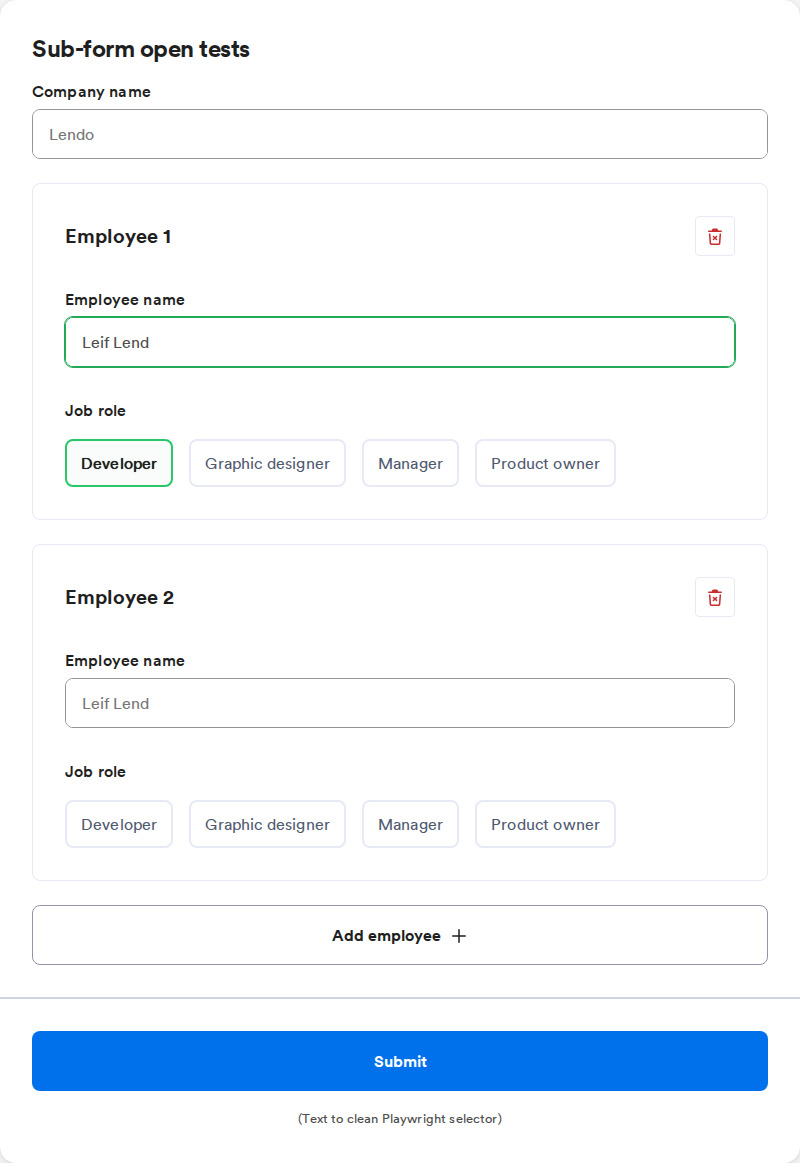 Sub-form open tests
Company name
Lendo
Employee 1
Employee name
Leif Lend
Job role
Developer Graphic designer Manager Product owner
Employee 2
Employee name
Leif Lend
Job role
Developer Graphic designer Manager Product owner
Add employee +
Submit
(Text to clean Playwright selector)